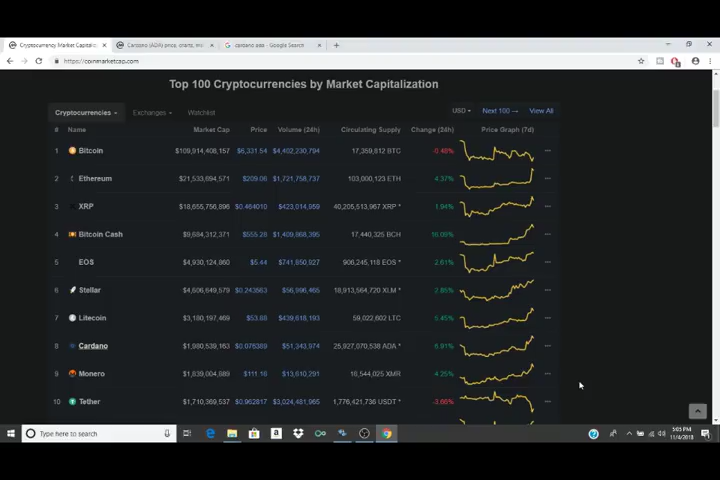 Cryptocurrency Market Capitaliz Cardano (ADA) price, charts, ma cardano ada - Google Search
https://coinmarketcap.com
Top 100 Cryptocurrencies by Market Capitalization
Cryptocurrencies Exchanges Watchlist USD Next 100 → View All
# Name Market Cap Price Volume (24h) Circulating Supply Change (24h) Price Graph (7d)
1 Bitcoin $109,914,408,157 $6,331.54 $4,402,230,794 17,359,612 BTC -0.48%
2 Ethereum $21,533,694,571 $209.06 $1,721,758,737 103,000,123 ETH 4.37%
3 XRP $18,655,756,896 $0.464010 $423,014,959 40,205,513,967 XRP * 1.94%
4 Bitcoin Cash $9,684,312,371 $555.28 $1,409,868,395 17,440,325 BCH 16.09%
5 EOS $4,930,124,860 $5.44 $741,850,927 906,245,118 EOS * 2.61%
6 Stellar $4,606,649,579 $0.243563 $56,996,465 18,913,564,720 XLM * 2.86%
7 Litecoin $3,180,197,469 $53.88 $439,618,193 59,022,602 LTC 5.45%
8 Cardano $1,980,539,163 $0.076389 $51,343,974 25,927,070,538 ADA * 6.91%
9 Monero $1,839,004,689 $111.16 $13,610,291 16,544,025 XMR 4.25%
10 Tether $1,710,369,537 $0.962817 $3,024,481,965 1,776,421,736 USDT * -3.66%
Type here to search
5:05 PM
11/4/2018